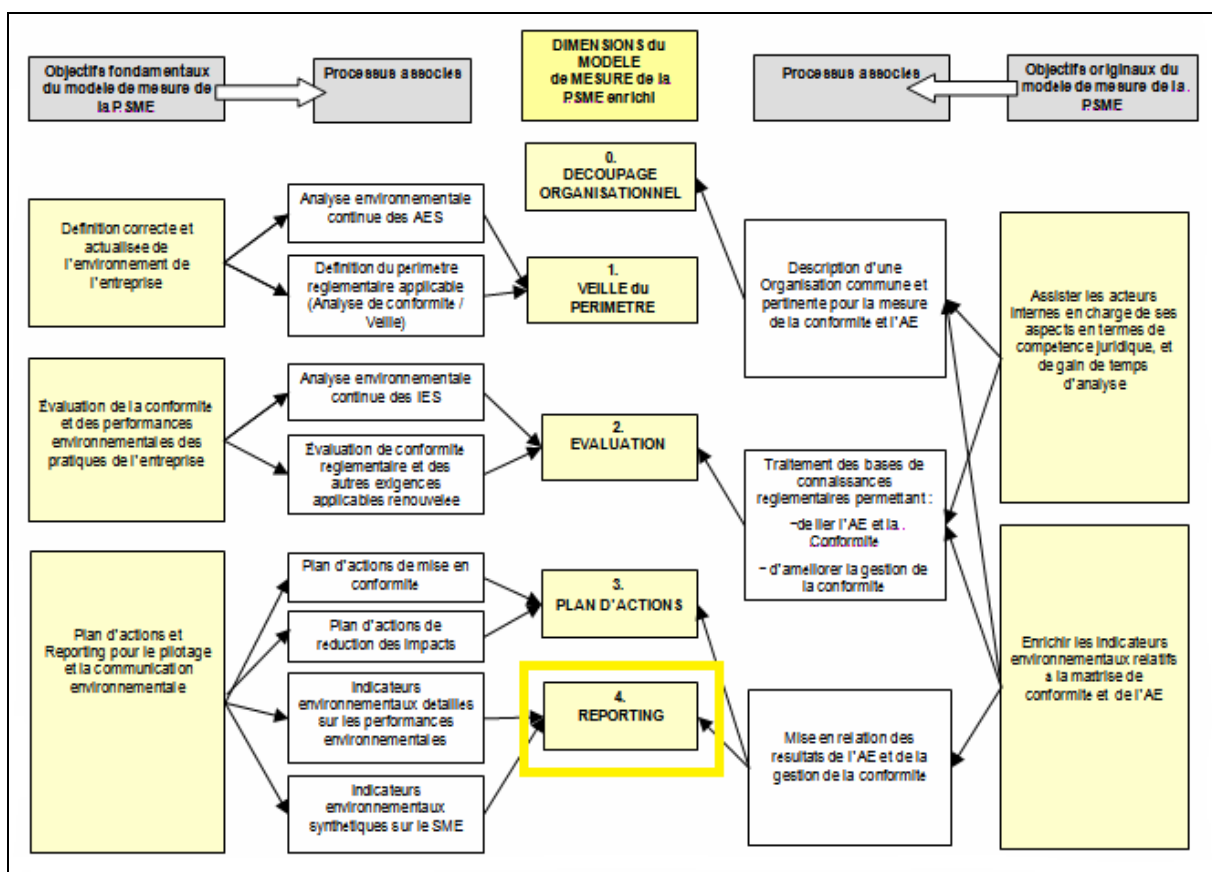 Objectifs fondamentaux
du modele de mesure de
la P.SME
Processus associes
DIMENSIONS du
MODELE
de MESURE de la
P.SME enrichi
Processus associes
Objectifs originaux du
modele de mesure de la.
PSME
0.
DECOUPAGE
ORGANISATIONNEL
Definition correcte et
actualisee de
l'environnement de
l'entreprise
Analyse environnementale
continue des AES
Definition du perimetre
reglementaire applicable
(Analyse de conformite /
Veille)
1.
VEILLE du
PERIMETRE
Description d'une
Organisation commune et
pertinente pour la mesure
de la conformite et l'AE
Assister les acteurs
internes en charge de ses
aspects en termes de
competence juridique, et
de gain de temps
d'analyse
Évaluation de la conformite
et des performances
environnementales des
pratiques de l'entreprise
Analyse environnementale
continue des IES
Évaluation de conformite
reglementaire et des
autres exigences
applicables renouvelee
2.
EVALUATION
Traitement des bases de
connaissances
reglementaires permettant :
-de lier l'AE et la.
Conformite
- d'ameliorer la gestion de
la conformite
Plan d'actions et
Reporting pour le pilotage
et la communication
environnementale
Plan d'actions de mise en
conformite
Plan d'actions de
reduction des impacts
Indicateurs
environnementaux detailles
sur les performances
environnementales
Indicateurs
environnementaux
synthetiques sur le SME
3.
PLAN D'ACTIONS
4.
REPORTING
Mise en relation des
resultats de l'AE et de la
gestion de la conformite
Enrichir les indicateurs
environnementaux relatifs
a la maitrise de
conformite et de l'AE